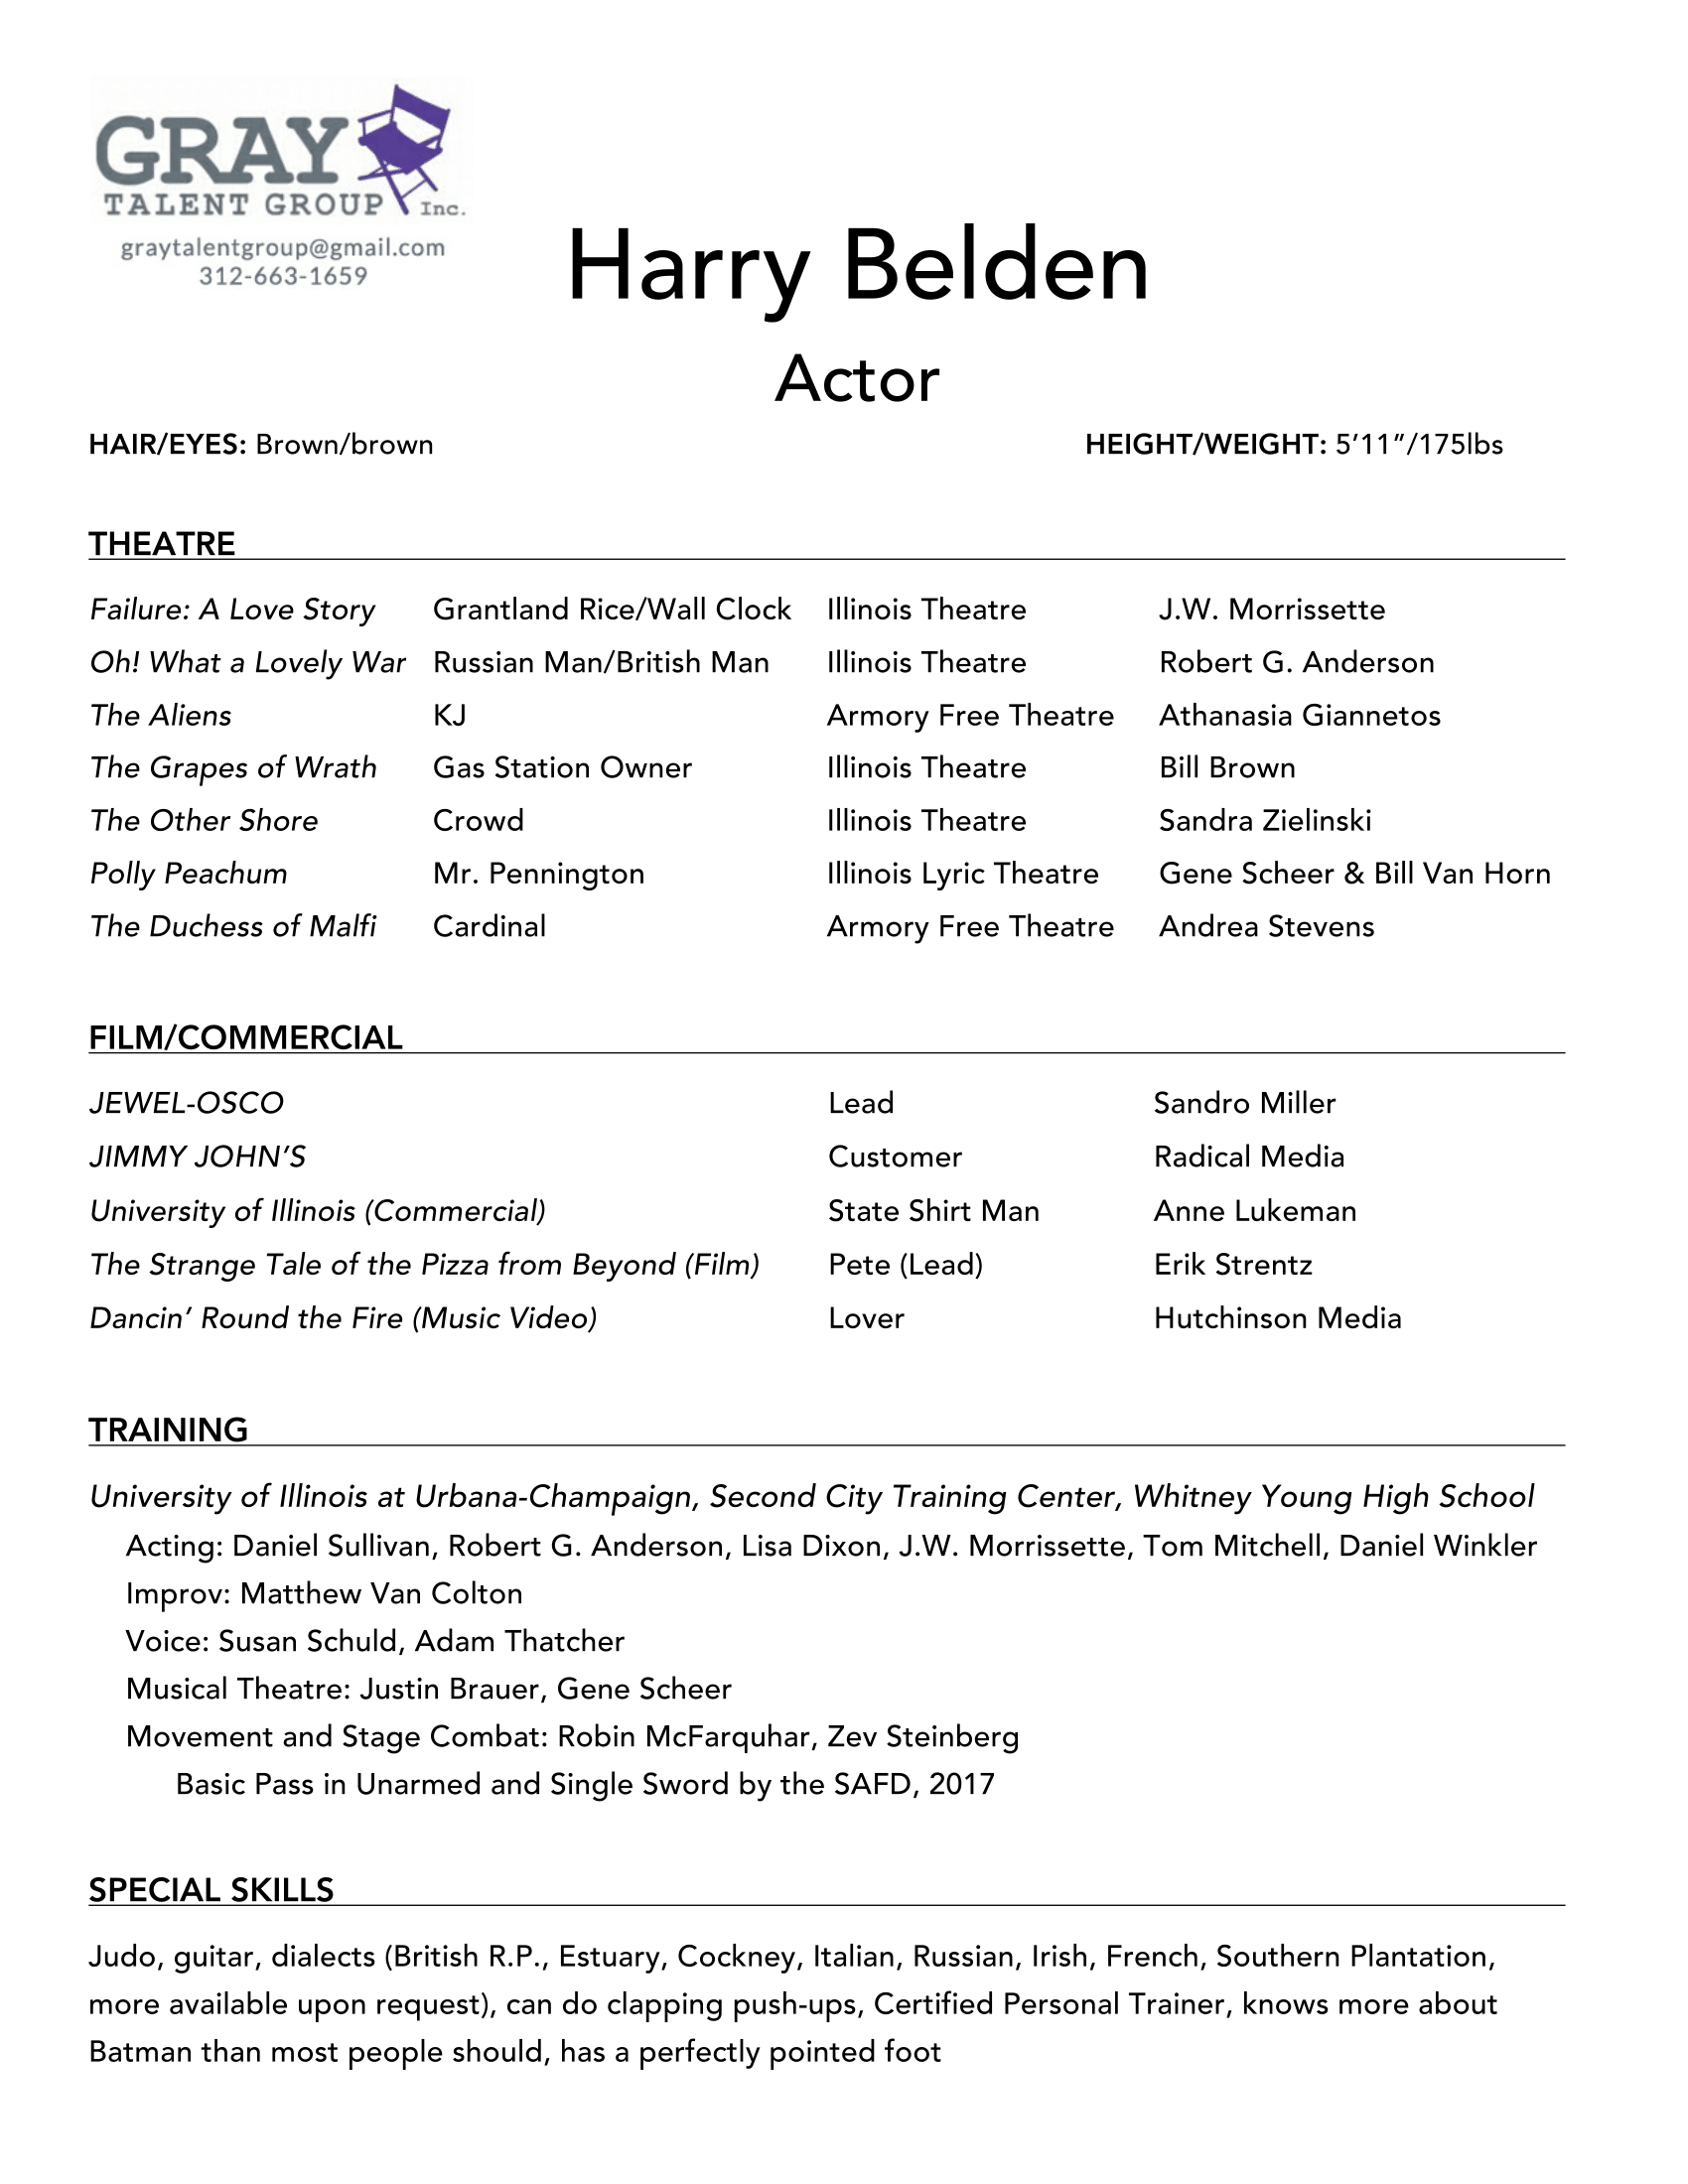 GRAY
TALENT GROUP Inc.
graytalentgroup@gmail.com
312-663-1659
Harry Belden
Actor
HAIR/EYES: Brown/brown HEIGHT/WEIGHT: 5’11”/175lbs
THEATRE
Failure: A Love Story Grantland Rice/Wall Clock Illinois Theatre J.W. Morrissette
Oh! What a Lovely War Russian Man/British Man Illinois Theatre Robert G. Anderson
The Aliens KJ Armory Free Theatre Athanasia Giannetos
The Grapes of Wrath Gas Station Owner Illinois Theatre Bill Brown
The Other Shore Crowd Illinois Theatre Sandra Zielinski
Polly Peachum Mr. Pennington Illinois Lyric Theatre Gene Scheer & Bill Van Horn
The Duchess of Malfi Cardinal Armory Free Theatre Andrea Stevens
FILM/COMMERCIAL
JEWEL-OSCO Lead Sandro Miller
JIMMY JOHN’S Customer Radical Media
University of Illinois (Commercial) State Shirt Man Anne Lukeman
The Strange Tale of the Pizza from Beyond (Film) Pete (Lead) Erik Strentz
Dancin’ Round the Fire (Music Video) Lover Hutchinson Media
TRAINING
University of Illinois at Urbana-Champaign, Second City Training Center, Whitney Young High School
Acting: Daniel Sullivan, Robert G. Anderson, Lisa Dixon, J.W. Morrissette, Tom Mitchell, Daniel Winkler
Improv: Matthew Van Colton
Voice: Susan Schuld, Adam Thatcher
Musical Theatre: Justin Brauer, Gene Scheer
Movement and Stage Combat: Robin McFarquhar, Zev Steinberg
Basic Pass in Unarmed and Single Sword by the SAFD, 2017
SPECIAL SKILLS
Judo, guitar, dialects (British R.P., Estuary, Cockney, Italian, Russian, Irish, French, Southern Plantation,
more available upon request), can do clapping push-ups, Certified Personal Trainer, knows more about
Batman than most people should, has a perfectly pointed foot